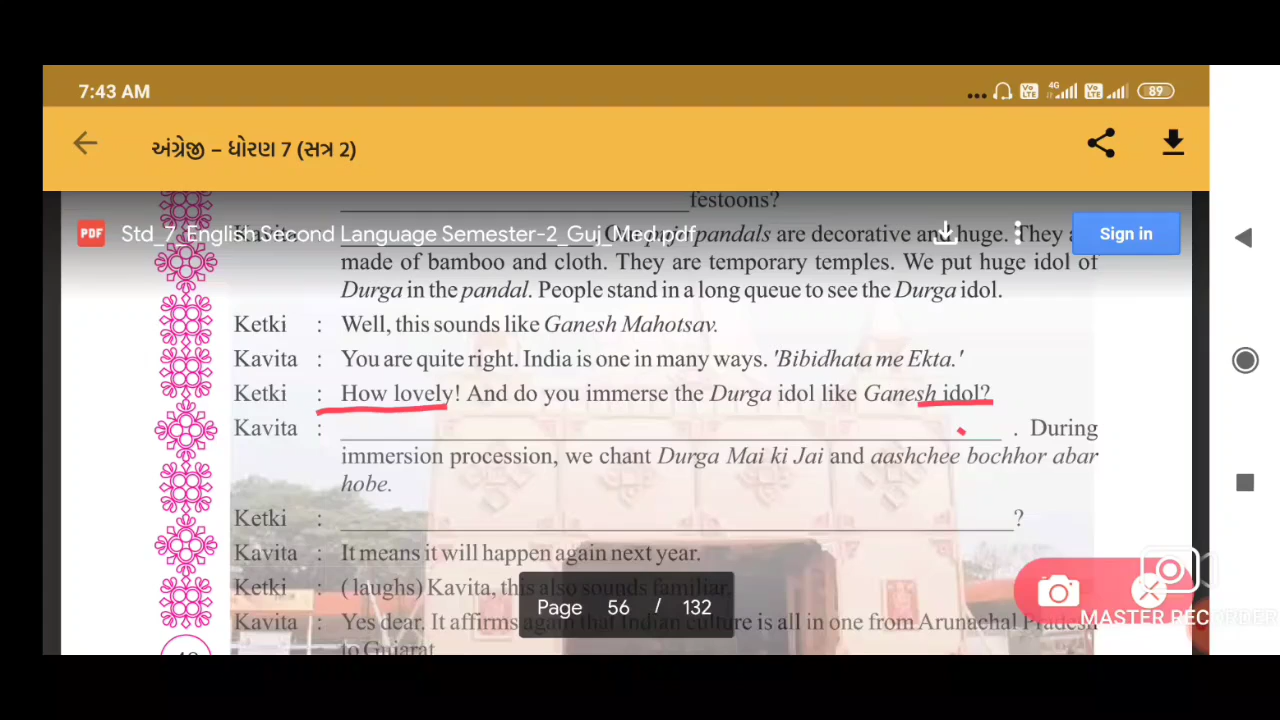 7:43 AM
4G
89
અંગ્રેજી – ધોરણ 7 (સત્ર 2)
festoons?
PDF Std_7_English Second Language Semester-2_Guj_Med.pdf
Sign in
pandals are decorative and huge. They
made of bamboo and cloth. They are temporary temples. We put huge idol of
Durga in the pandal. People stand in a long queue to see the Durga idol.
Ketki : Well, this sounds like Ganesh Mahotsav.
Kavita : You are quite right. India is one in many ways. 'Bibidhata me Ekta.'
Ketki : How lovely! And do you immerse the Durga idol like Ganesh idol?
Kavita : . During
immersion procession, we chant Durga Mai ki Jai and aashchee bochhor abar
hobe.
Ketki : ?
Kavita : It means it will happen again next year.
Ketki : ( laughs) Kavita, this also sounds familiar.
Kavita : Yes dear. It affirms again that Indian culture is all in one from Arunachal Pradesh
to Gujarat
Page 56 / 132
MASTER RECORDER